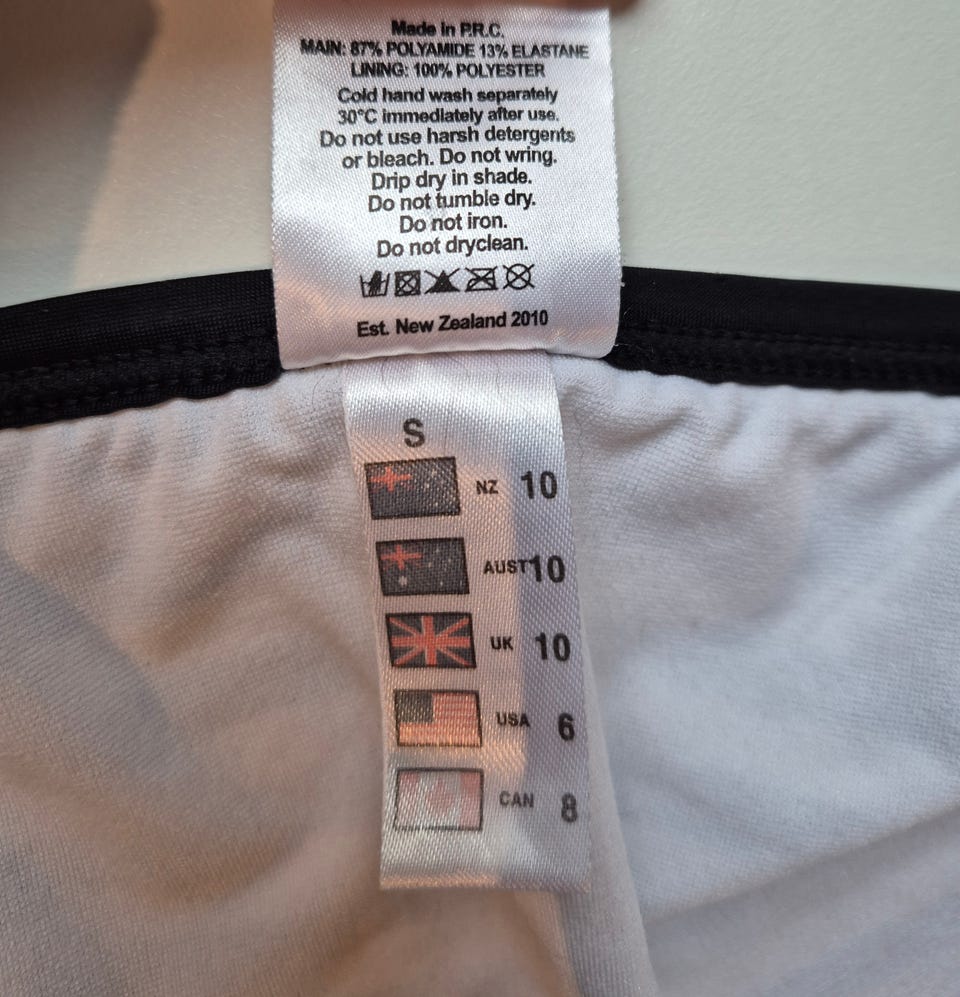 Made in P.R.C.
MAIN: 87% POLYAMIDE 13% ELASTANE
LINING: 100% POLYESTER
Cold hand wash separately
30°C immediately after use.
Do not use harsh detergents
or bleach. Do not wring.
Drip dry in shade.
Do not tumble dry.
Do not iron.
Do not dryclean.
Est. New Zealand 2010
S
NZ 10
AUST10
UK 10
USA 6
CAN 8